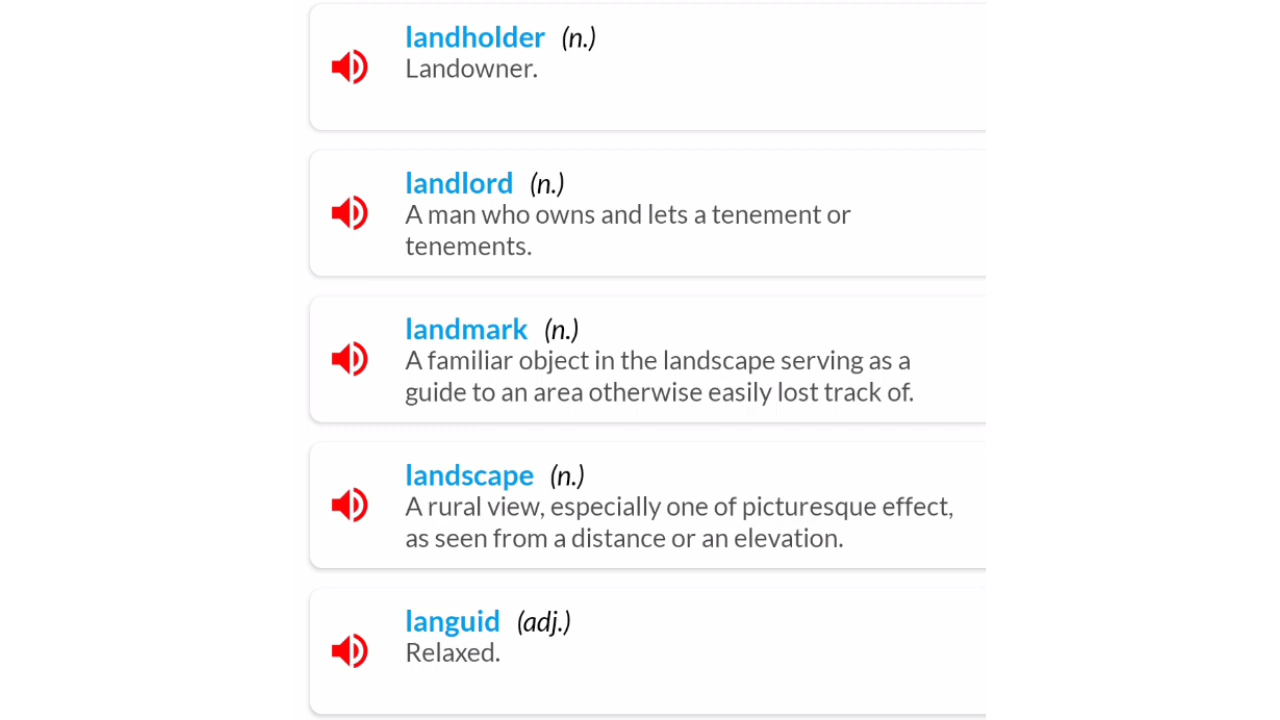 landholder (n.)
Landowner.
landlord (n.)
A man who owns and lets a tenement or
tenements.
landmark (n.)
A familiar object in the landscape serving as a
guide to an area otherwise easily lost track of.
landscape (n.)
A rural view, especially one of picturesque effect,
as seen from a distance or an elevation.
languid (adj.)
Relaxed.